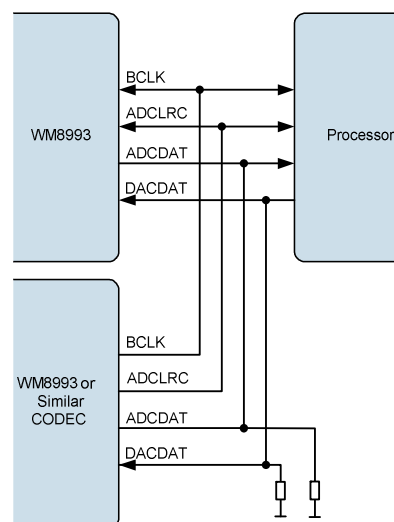 BCLK
ADCLRC
WM8993
Processor
ADCDAT
DACDAT
BCLK
WM8993 or
Similar
CODEC
ADCLRC
ADCDAT
DACDAT